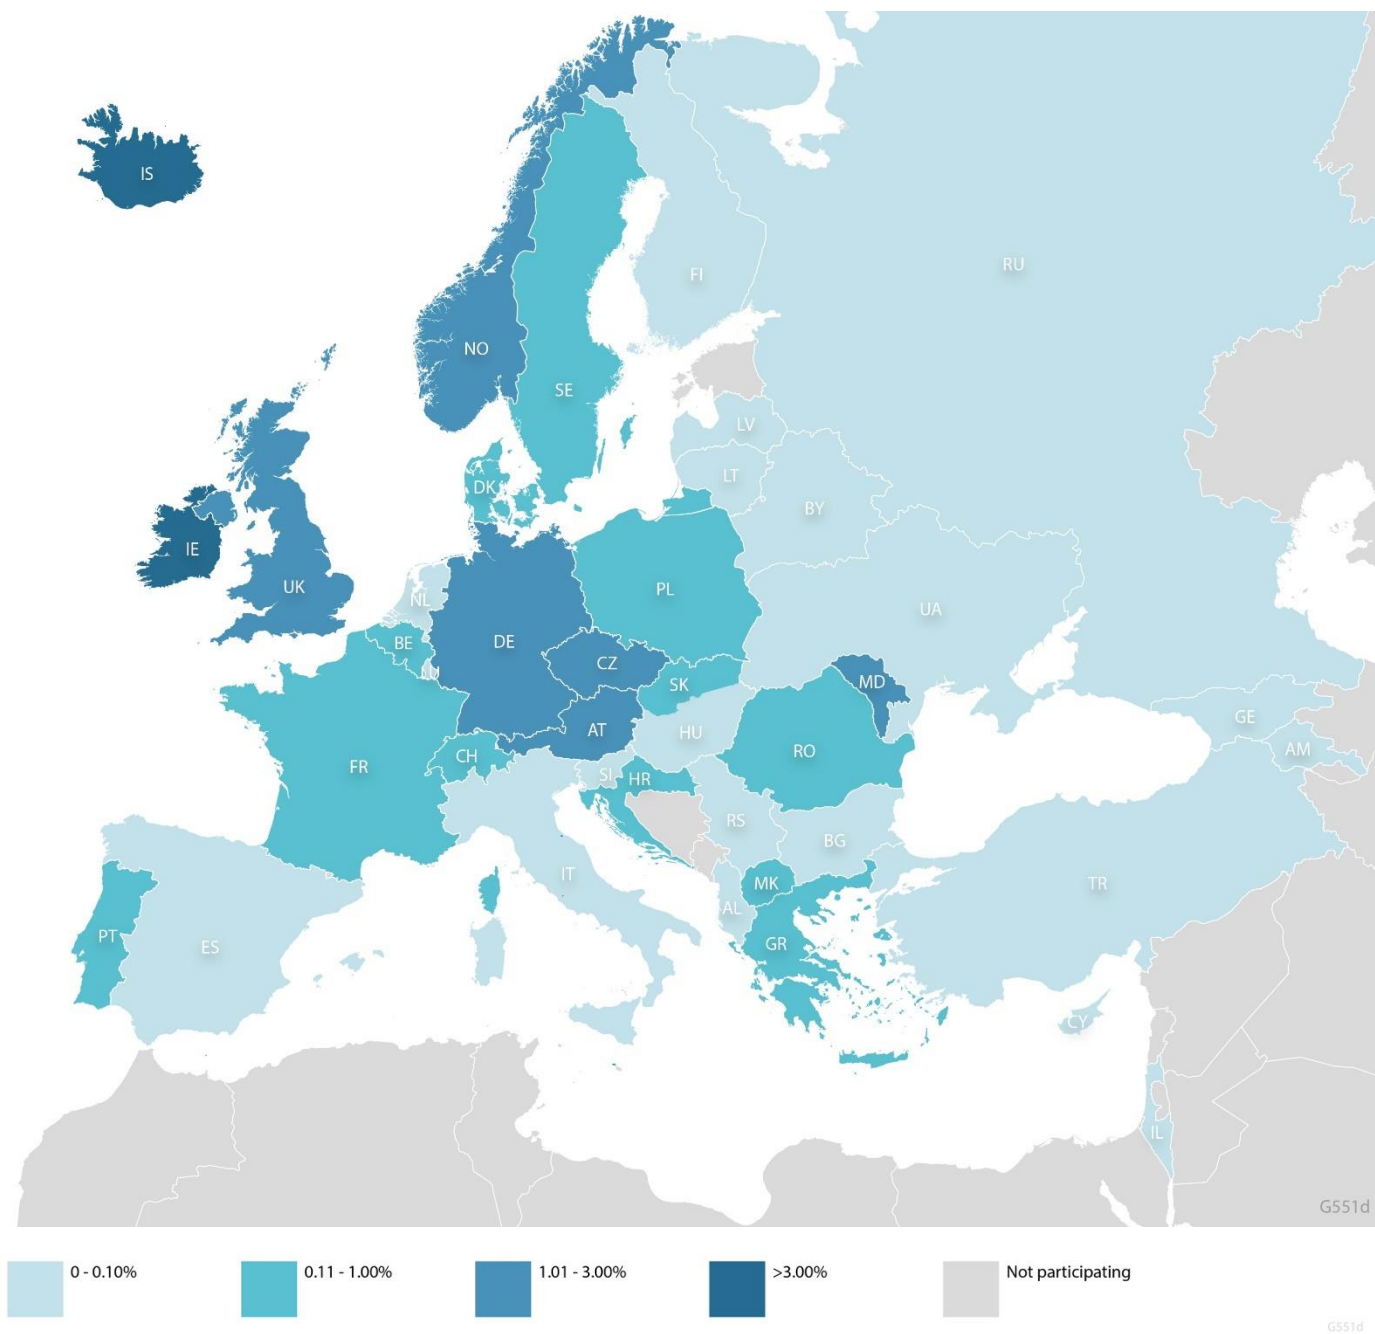 IS
FI
RU
NO
SE
LV
LT
DK
BY
IE
UK
NL
PL
UA
DE
BE
CZ
LU
SK
MD
HU
AT
GE
CH
RO
AM
FR
SI
HR
RS
BG
IT
MK
TR
AL
PT
GR
ES
CY
IL
G551d
0 - 0.10%
0.11 - 1.00%
1.01 - 3.00%
>3.00%
Not participating
G551d